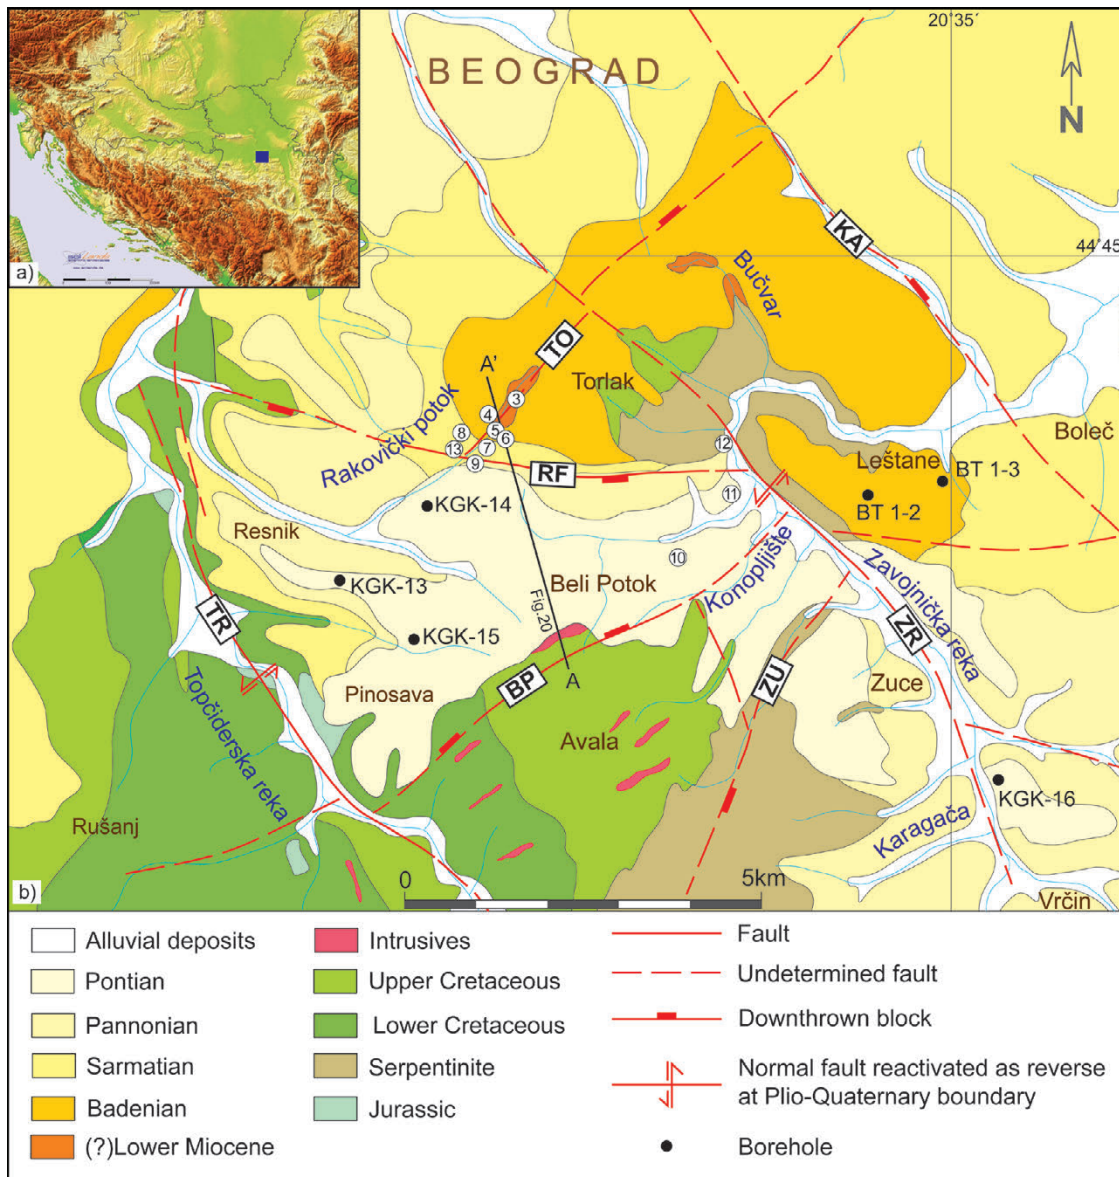 20°35'
BEOGRAD
N
a)
44°45'
KA
Bučvar
TO
A'
Torlak
3
4
5
6
7
8
13
9
12
Rakovički potok
RF
Boleč
Leštane
BT 1-3
BT 1-2
11
KGK-14
Resnik
10
Konopljište
Zavojnička reka
KGK-13
Beli Potok
Fig.20
TR
KGK-15
ZR
BP
A
ZU
Zuce
Pinosava
Topčiderska reka
Avala
KGK-16
Karagača
Rušanj
b)
0
5km
Vrčin
Alluvial deposits
Pontian
Pannonian
Sarmatian
Badenian
(?)Lower Miocene
Intrusives
Upper Cretaceous
Lower Cretaceous
Serpentinite
Jurassic
Fault
Undetermined fault
Downthrown block
Normal fault reactivated as reverse
at Plio-Quaternary boundary
Borehole